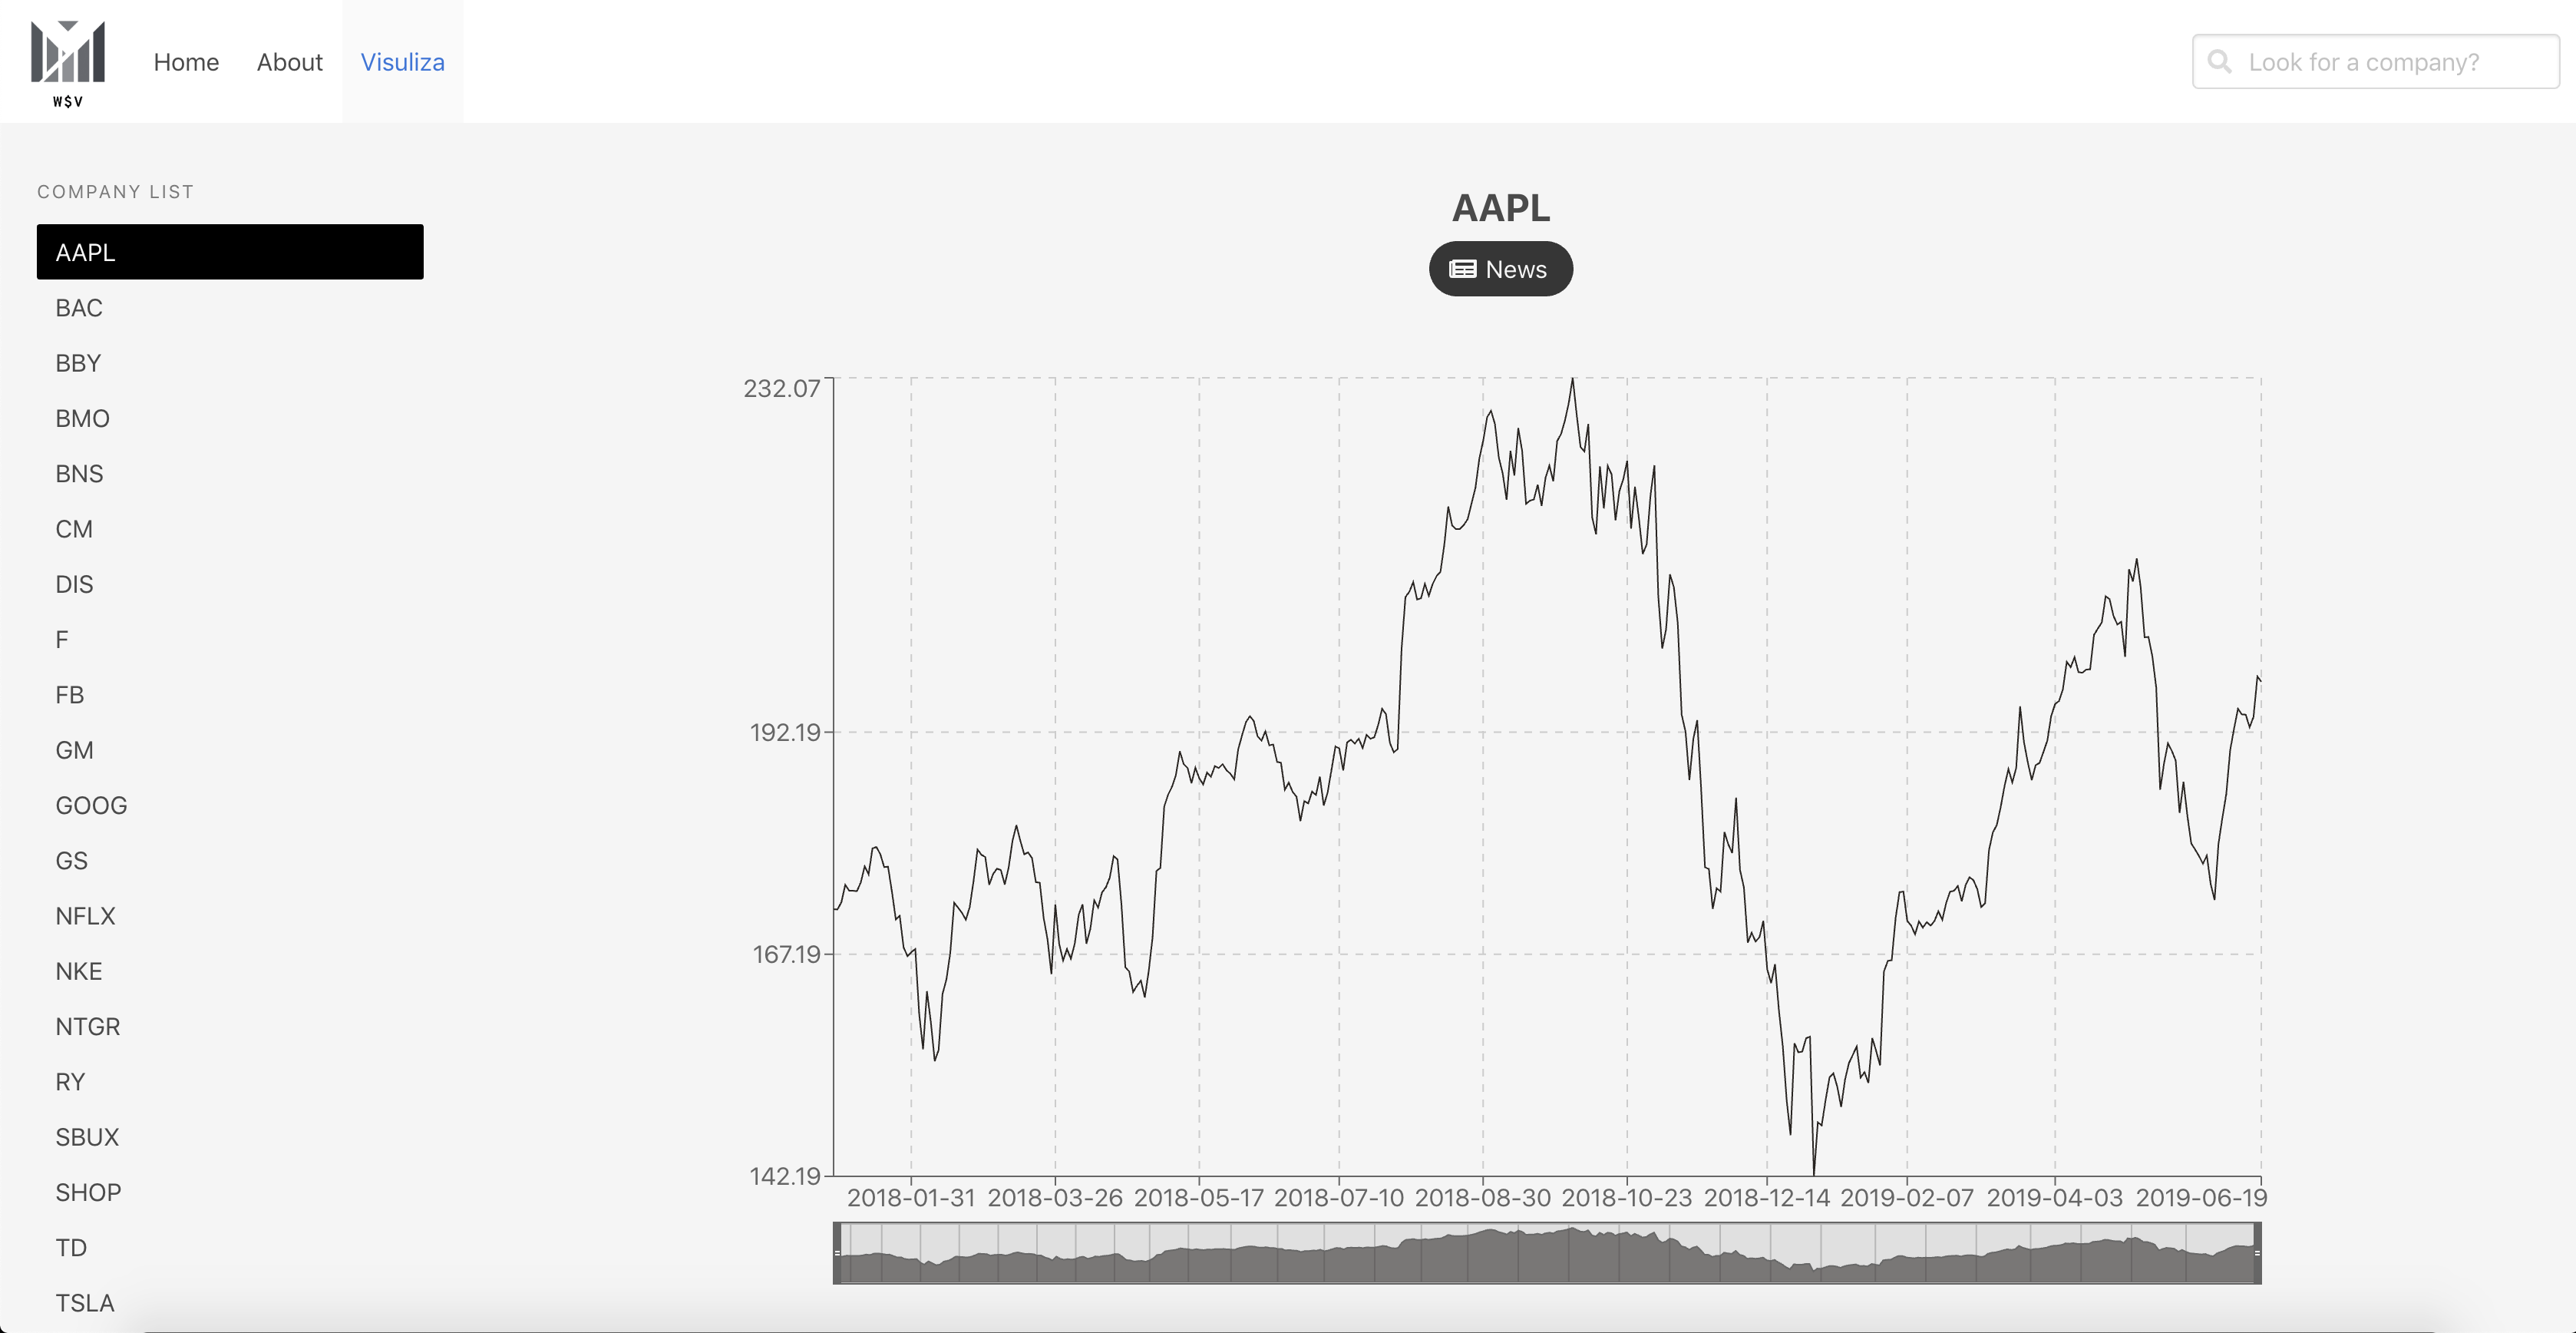 W$V
Home About Visuliza
Look for a company?
COMPANY LIST
AAPL
BAC
BBY
BMO
BNS
CM
DIS
F
FB
GM
GOOG
GS
NFLX
NKE
NTGR
RY
SBUX
SHOP
TD
TSLA
AAPL
News
232.07
192.19
167.19
142.19
2018-01-31 2018-03-26 2018-05-17 2018-07-10 2018-08-30 2018-10-23 2018-12-14 2019-02-07 2019-04-03 2019-06-19